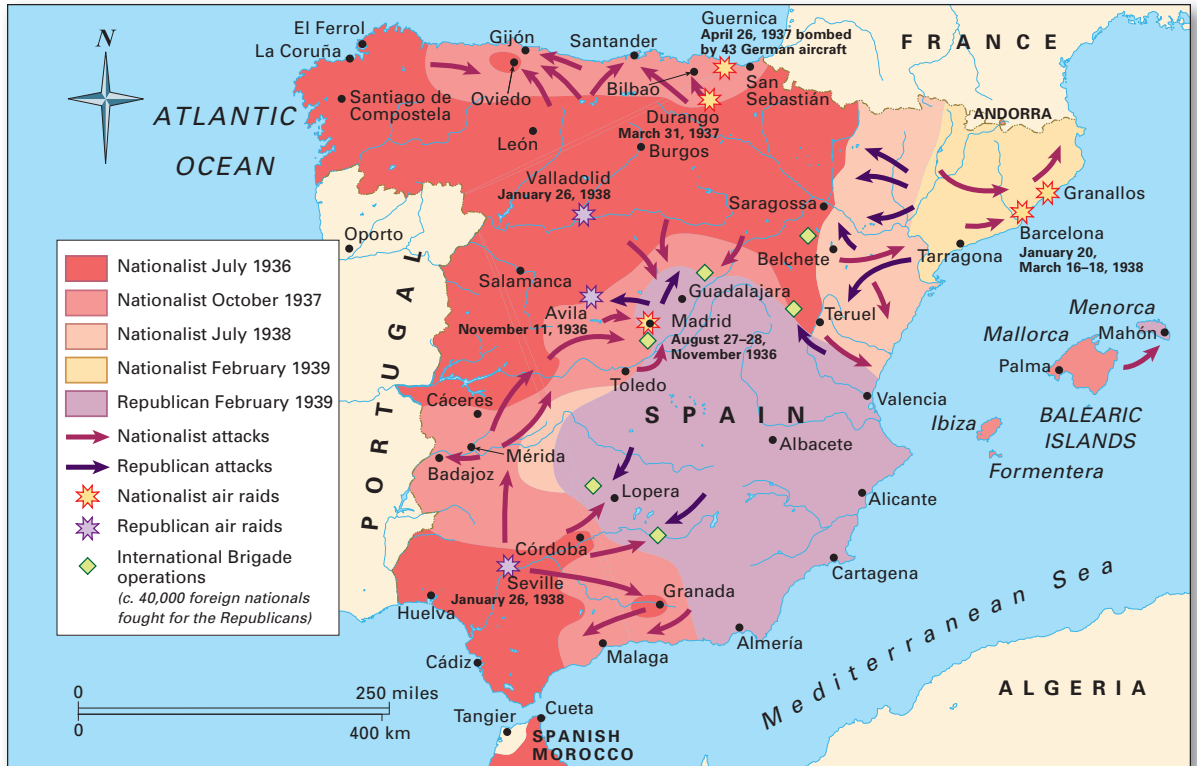 El Ferrol
La Coruña
Gijón
Santander
Guernica
April 26, 1937 bombed
by 43 German aircraft
FRANCE
N
ATLANTIC
OCEAN
Santiago de
Compostela
Oviedo
Bilbao
San
Sebastián
Durango
March 31, 1937
ANDORRA
León
Burgos
Valladolid
January 26, 1938
Saragossa
Granallos
Barcelona
January 20,
March 16–18, 1938
Oporto
Belchete
Tarragona
Salamanca
Guadalajara
Avila
November 11, 1936
Madrid
August 27–28,
November 1936
Teruel
Menorca
Mahón
Mallorca
Palma
Toledo
PORTUGAL
Cáceres
SPAIN
Valencia
Ibiza
BALEARIC
ISLANDS
Formentera
Mérida
Badajoz
Albacete
Lopera
Alicante
Córdoba
Seville
January 26, 1938
Cartagena
Granada
Huelva
Almería
Malaga
Cádiz
Mediterranean Sea
ALGERIA
Tangier
Cueta
SPANISH
MOROCCO
Nationalist July 1936
Nationalist October 1937
Nationalist July 1938
Nationalist February 1939
Republican February 1939
Nationalist attacks
Republican attacks
Nationalist air raids
Republican air raids
International Brigade
operations
(c. 40,000 foreign nationals
fought for the Republicans)
0 250 miles
0 400 km